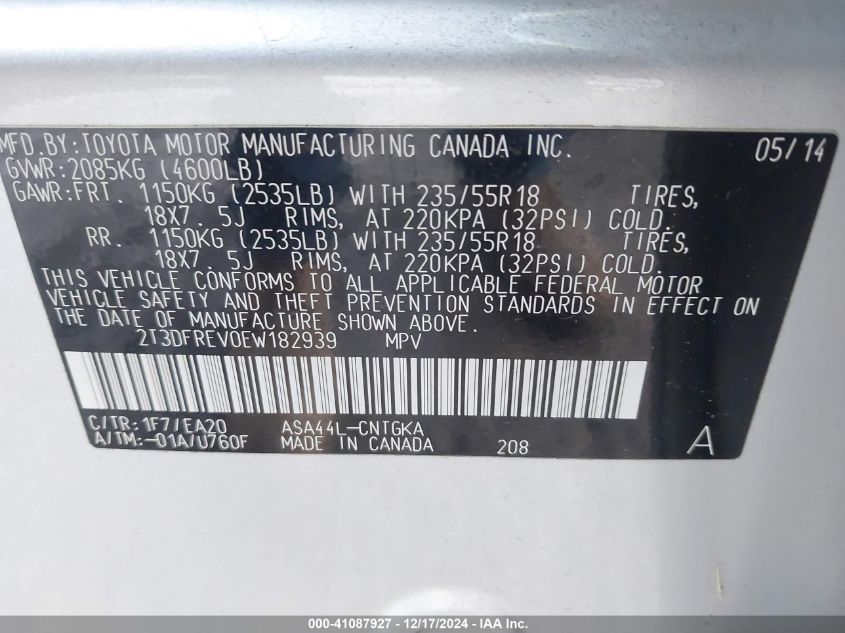 MFD.BY:TOYOTA MOTOR MANUFACTURING CANADA INC. 05/14
GVWR:2085KG (4600LB)
GAWR:FRT. 1150KG (2535LB) WITH 235/55R18 TIRES,
18X7.5J RIMS, AT 220KPA (32PSI) COLD.
RR. 1150KG (2535LB) WITH 235/55R18 TIRES,
18X7.5J RIMS, AT 220KPA (32PSI) COLD.
THIS VEHICLE CONFORMS TO ALL APPLICABLE FEDERAL MOTOR
VEHICLE SAFETY AND THEFT PREVENTION STANDARDS IN EFFECT ON
THE DATE OF MANUFACTURE SHOWN ABOVE.
2T3DFREV0EW182939 MPV
C/TR:1F7/EA20 ASA44L-CNTGKA
A/TM:-01A/U760F MADE IN CANADA 208 A
000-41087927 - 12/17/2024 - IAA Inc.